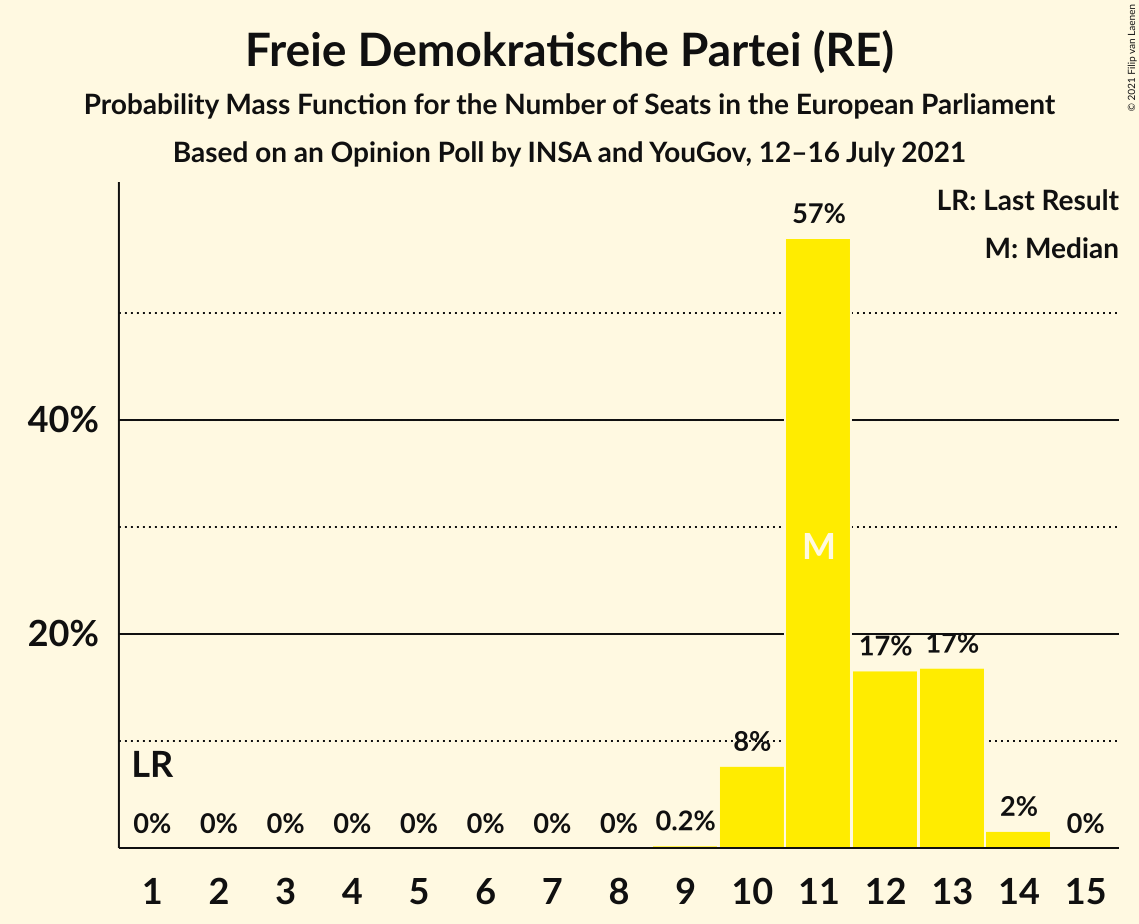 © 2021 Filip van Laenen
Freie Demokratische Partei (RE)
Probability Mass Function for the Number of Seats in the European Parliament
Based on an Opinion Poll by INSA and YouGov, 12–16 July 2021
LR: Last Result
M: Median
57%
40%
M
20%
17%
17%
8%
LR
2%
0%
0%
0%
0%
0%
0%
0%
0%
0.2%
0%
1 2 3 4 5 6 7 8 9 10 11 12 13 14 15